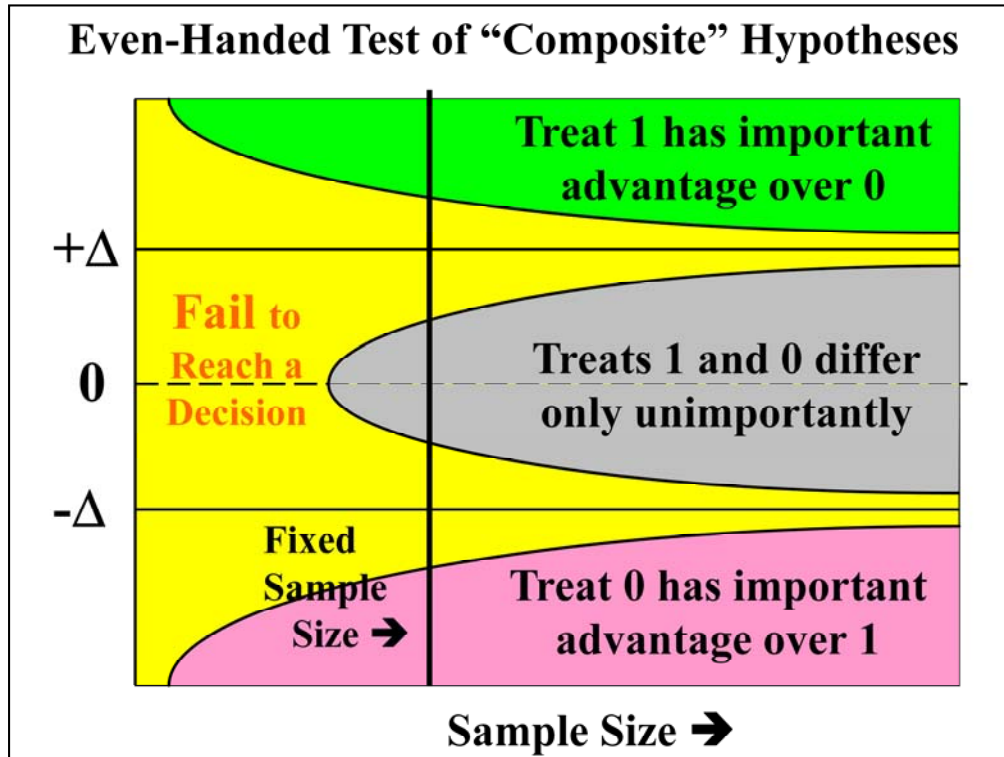 Even-Handed Test of “Composite” Hypotheses
Treat 1 has important
advantage over 0
+Δ
Fail to
Reach a
Decision
0
Treats 1 and 0 differ
only unimportantly
-Δ
Fixed
Sample
Size ➔
Treat 0 has important
advantage over 1
Sample Size ➔